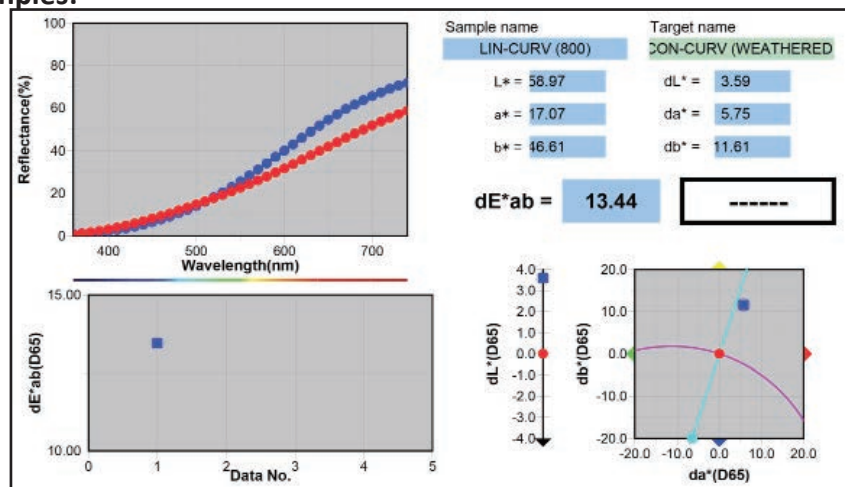 mples:
100
80
60
40
20
0
Reflectance(%)
400 500 600 700
Wavelength(nm)
Sample name Target name
LIN-CURV (800) CON-CURV (WEATHERED
L* = 58.97 dL* = 3.59
a* = 17.07 da* = 5.75
b* = 46.61 db* = 11.61
dE*ab = 13.44 ------
15.00
10.00
dE*ab(D65)
0 1 2 3 4 5
Data No.
4.0
3.0
2.0
1.0
0.0
-1.0
-2.0
-3.0
-4.0
dL*(D65)
20.0
10.0
0.0
-10.0
-20.0
db*(D65)
-20.0 -10.0 0.0 10.0 20.0
da*(D65)